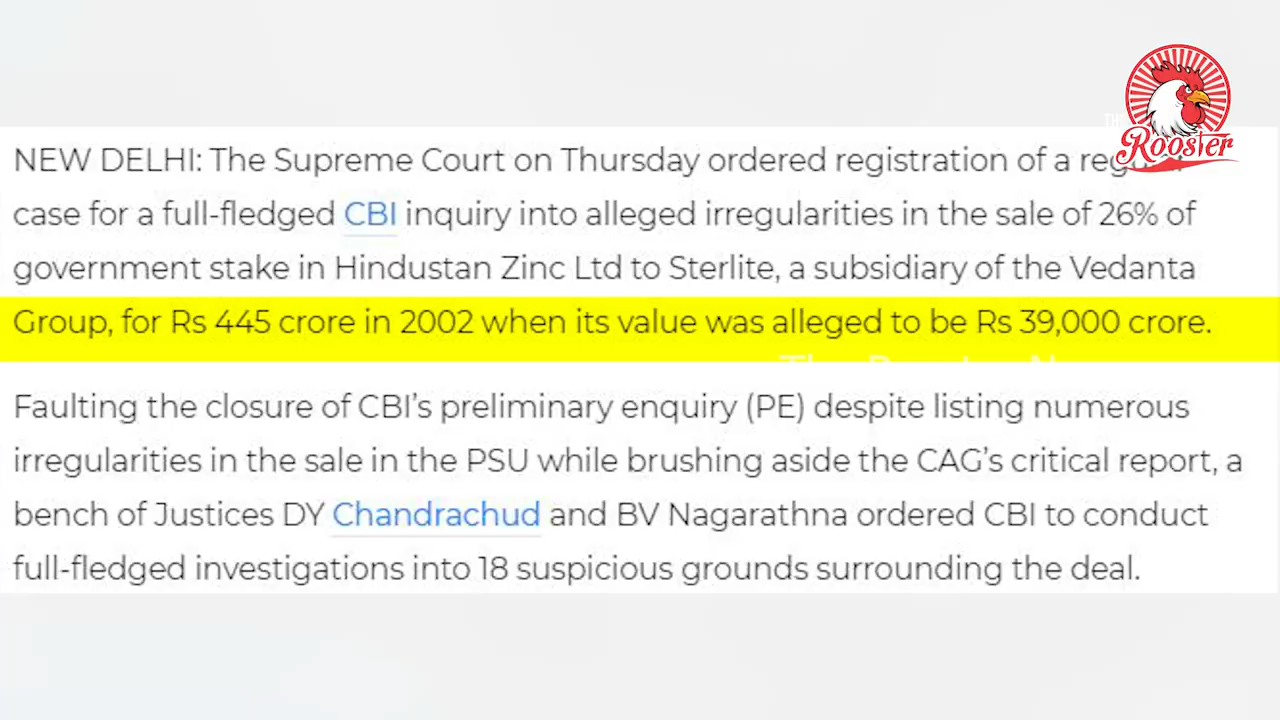 Rooster
NEW DELHI: The Supreme Court on Thursday ordered registration of a
case for a full-fledged CBI inquiry into alleged irregularities in the sale of 26% of
government stake in Hindustan Zinc Ltd to Sterlite, a subsidiary of the Vedanta
Group, for Rs 445 crore in 2002 when its value was alleged to be Rs 39,000 crore.
Faulting the closure of CBI's preliminary enquiry (PE) despite listing numerous
irregularities in the sale in the PSU while brushing aside the CAG's critical report, a
bench of Justices DY Chandrachud and BV Nagarathna ordered CBI to conduct
full-fledged investigations into 18 suspicious grounds surrounding the deal.